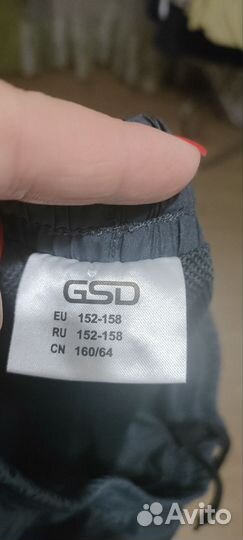 GSD
EU 152-158
RU 152-158
CN 160/64
Avito